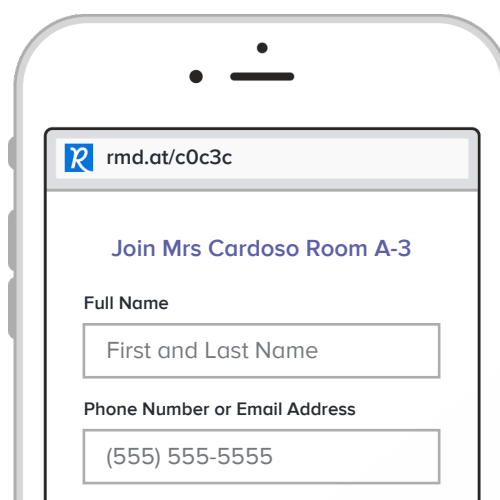 rmd.at/c0c3c
Join Mrs Cardoso Room A-3
Full Name
First and Last Name
Phone Number or Email Address
(555) 555-5555